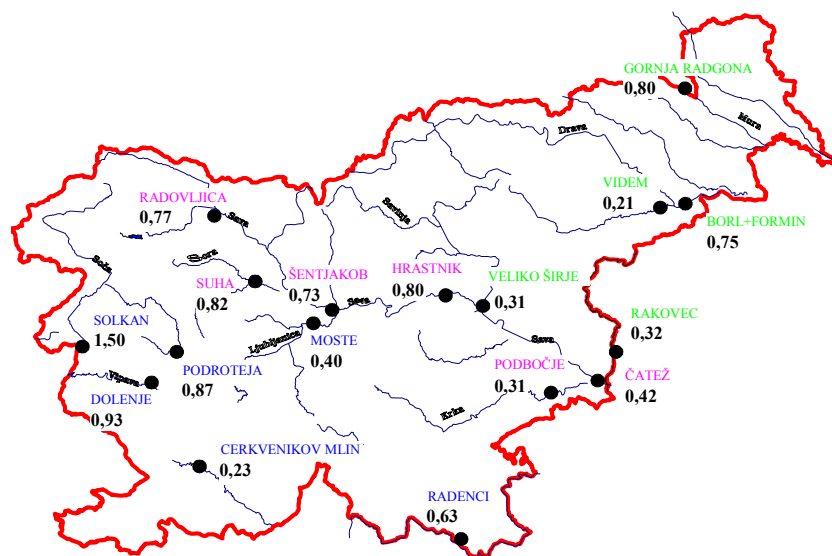 GORNJA RADGONA
0,80
Mura
Drava
VIDEM
0,21
BORL+FORMIN
0,75
RADOVLJICA
0,77
Sava
Savinja
Sora
Soča
SUHA
0,82
ŠENTJAKOB
0,73
Sava
HRASTNIK
0,80
VELIKO ŠIRJE
0,31
SOLKAN
1,50
Ljubljanica
MOSTE
0,40
Sava
RAKOVEC
0,32
PODROTEJA
0,87
Vipava
DOLENJE
0,93
PODBOČJE
0,31
ČATEŽ
0,42
Krka
CERKVENIKOV MLIN
0,23
RADENCI
0,63